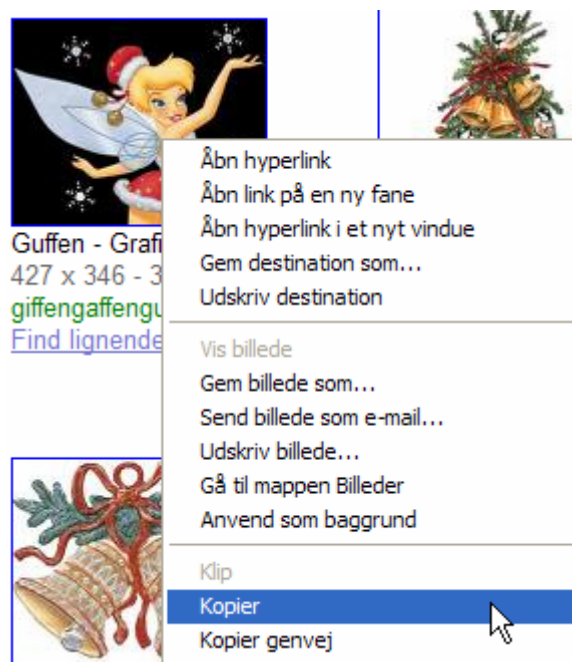 Guffen - Grafi
427 x 346 - 3
giffengaffengu
Find lignende
Åbn hyperlink
Åbn link på en ny fane
Åbn hyperlink i et nyt vindue
Gem destination som...
Udskriv destination
Vis billede
Gem billede som...
Send billede som e-mail...
Udskriv billede...
Gå til mappen Billeder
Anvend som baggrund
Klip
Kopier
Kopier genvej